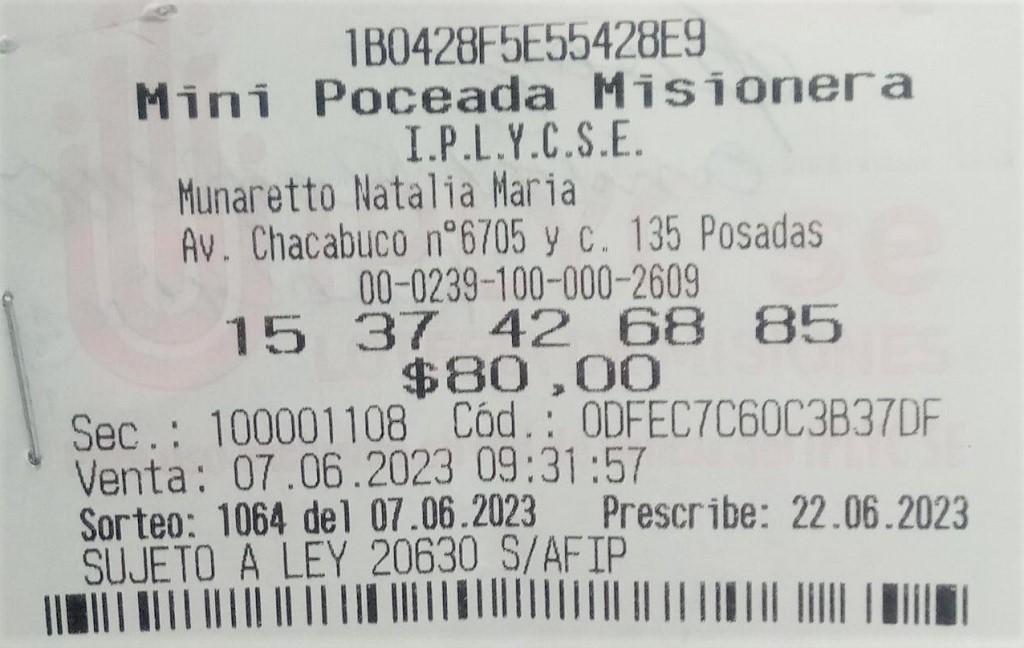 1B0428F5E55428E9
Mini Poceada Misionera
I.P.L.Y.C.S.E.
Munaretto Natalia Maria
Av. Chacabuco n°6705 y c. 135 Posadas
00-0239-100-000-2609
15 37 42 68 85
$80,00
Sec.: 100001108 Cód.: 0DFEC7C60C3B37DF
Venta: 07.06.2023 09:31:57
Sorteo: 1064 del 07.06.2023 Prescribe: 22.06.2023
SUJETO A LEY 20630 S/AFIP